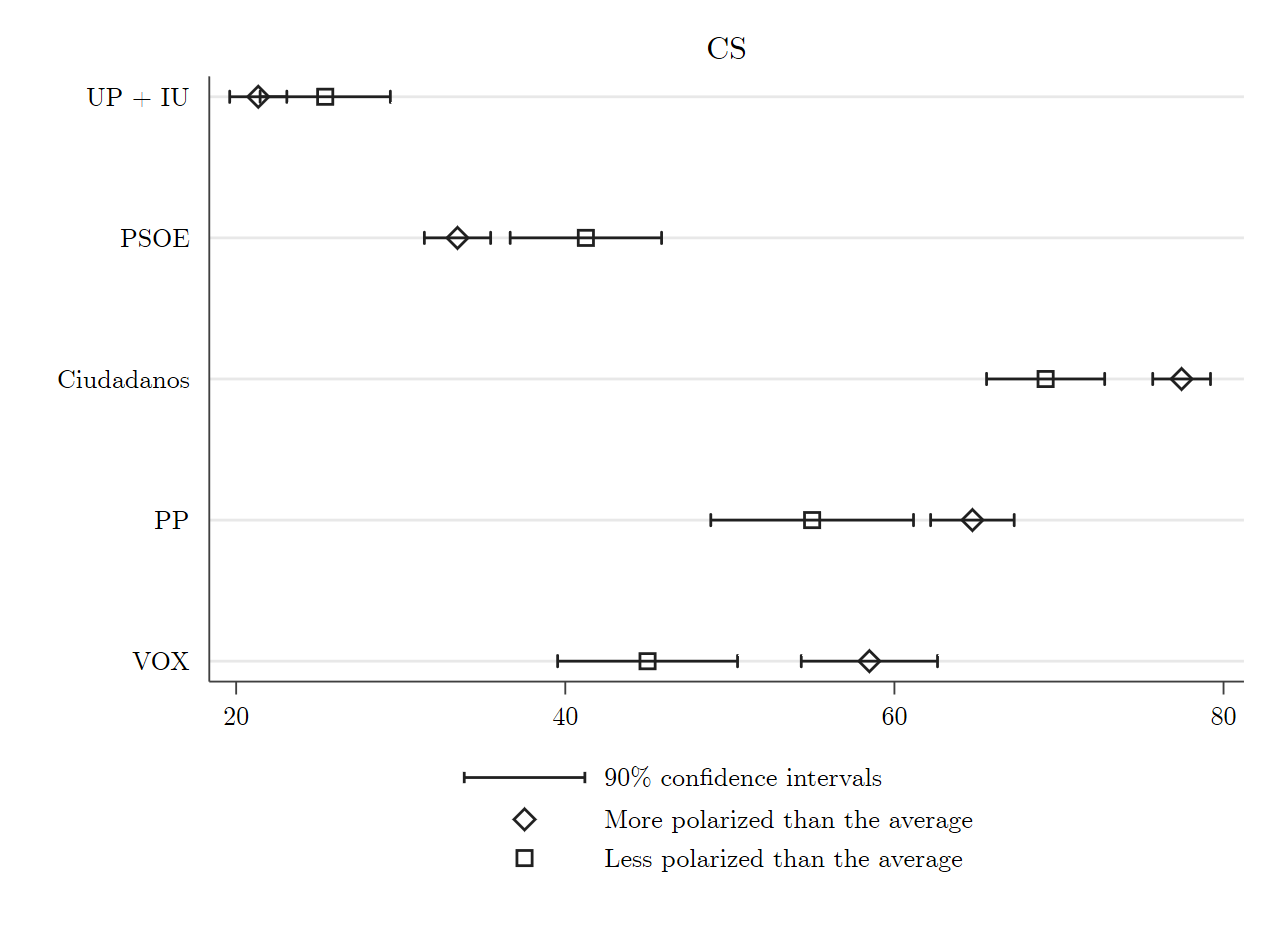 CS
UP + IU
PSOE
Ciudadanos
PP
VOX
20 40 60 80
90% confidence intervals
More polarized than the average
Less polarized than the average